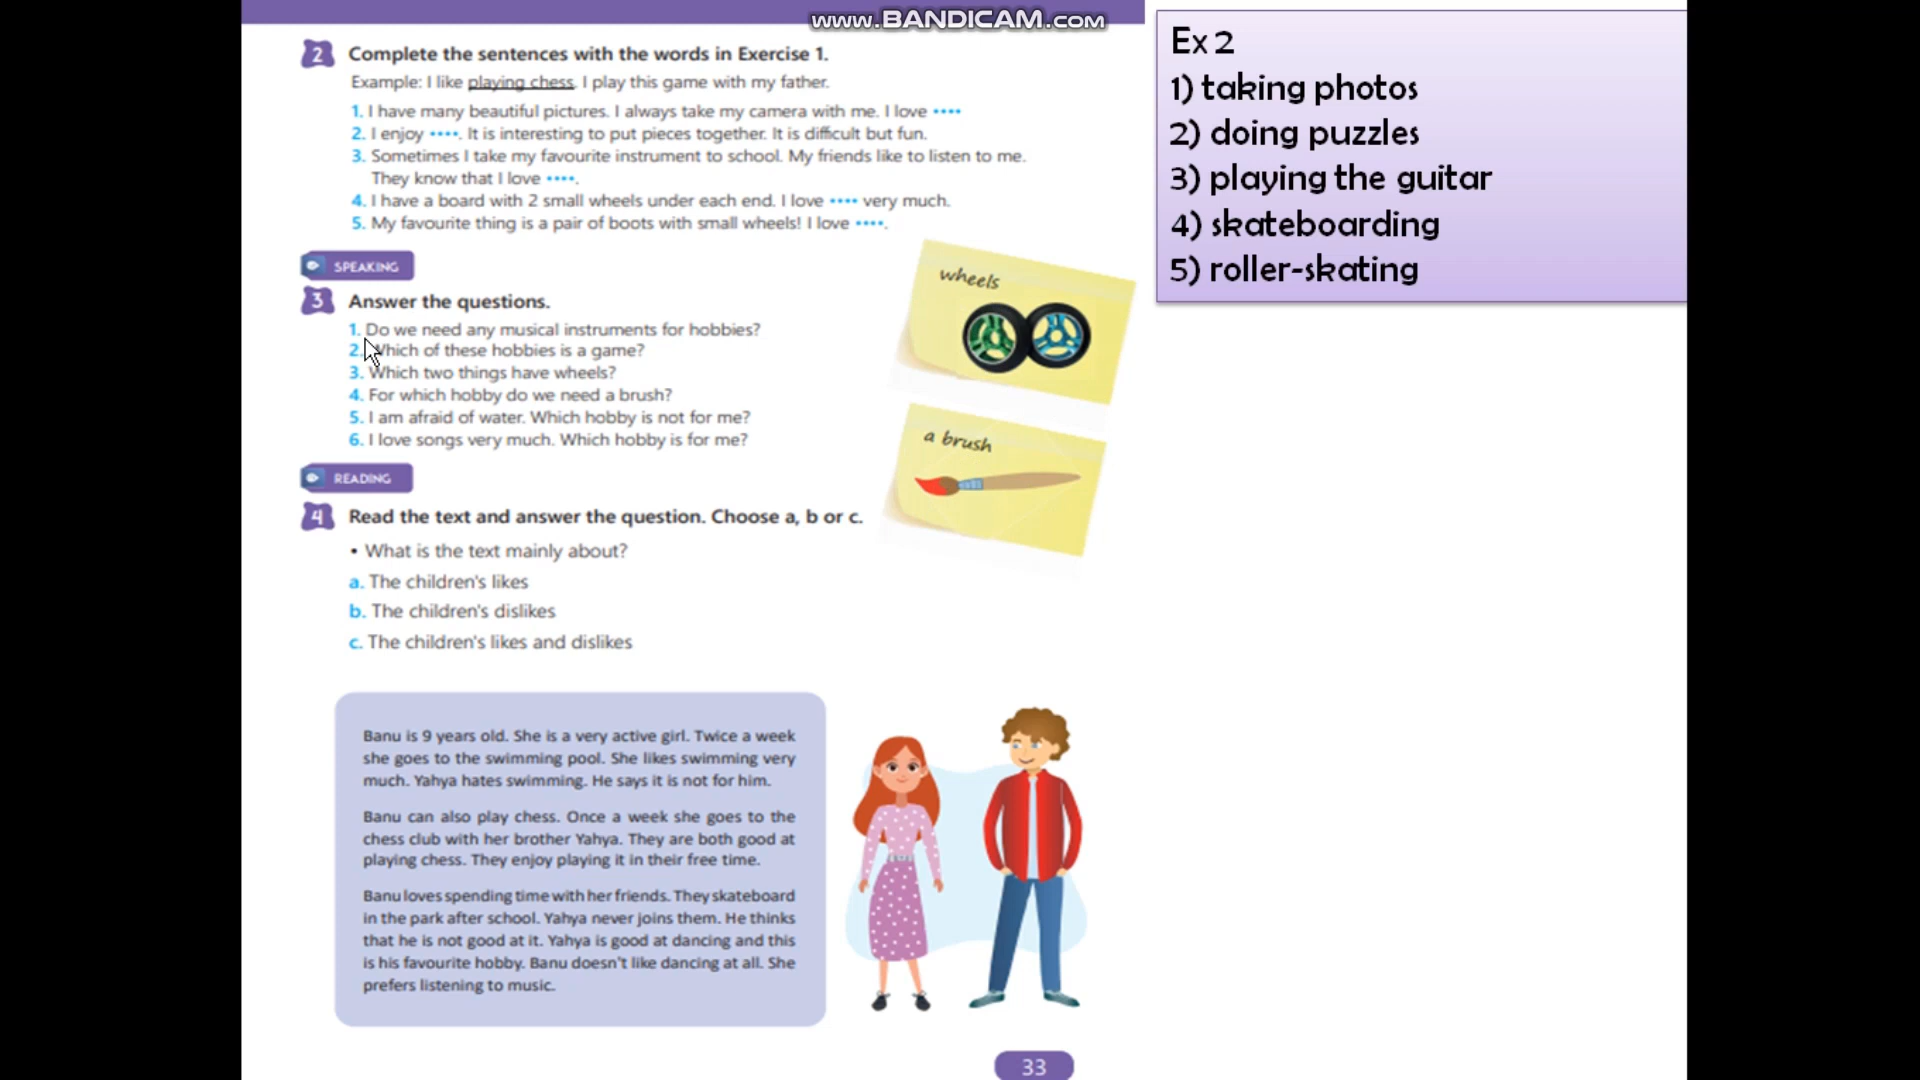 www.BANDICAM.com
2 Complete the sentences with the words in Exercise 1.
Example: I like playing chess. I play this game with my father.
1. I have many beautiful pictures. I always take my camera with me. I love ••••
2. I enjoy ••••. It is interesting to put pieces together. It is difficult but fun.
3. Sometimes I take my favourite instrument to school. My friends like to listen to me.
They know that I love ••••.
4. I have a board with 2 small wheels under each end. I love •••• very much.
5. My favourite thing is a pair of boots with small wheels! I love ••••.
SPEAKING
3 Answer the questions.
1. Do we need any musical instruments for hobbies?
2. Which of these hobbies is a game?
3. Which two things have wheels?
4. For which hobby do we need a brush?
5. I am afraid of water. Which hobby is not for me?
6. I love songs very much. Which hobby is for me?
wheels
a brush
READING
4 Read the text and answer the question. Choose a, b or c.
• What is the text mainly about?
a. The children's likes
b. The children's dislikes
c. The children's likes and dislikes
Banu is 9 years old. She is a very active girl. Twice a week
she goes to the swimming pool. She likes swimming very
much. Yahya hates swimming. He says it is not for him.
Banu can also play chess. Once a week she goes to the
chess club with her brother Yahya. They are both good at
playing chess. They enjoy playing it in their free time.
Banu loves spending time with her friends. They skateboard
in the park after school. Yahya never joins them. He thinks
that he is not good at it. Yahya is good at dancing and this
is his favourite hobby. Banu doesn't like dancing at all. She
prefers listening to music.
33
Ex 2
1) taking photos
2) doing puzzles
3) playing the guitar
4) skateboarding
5) roller-skating